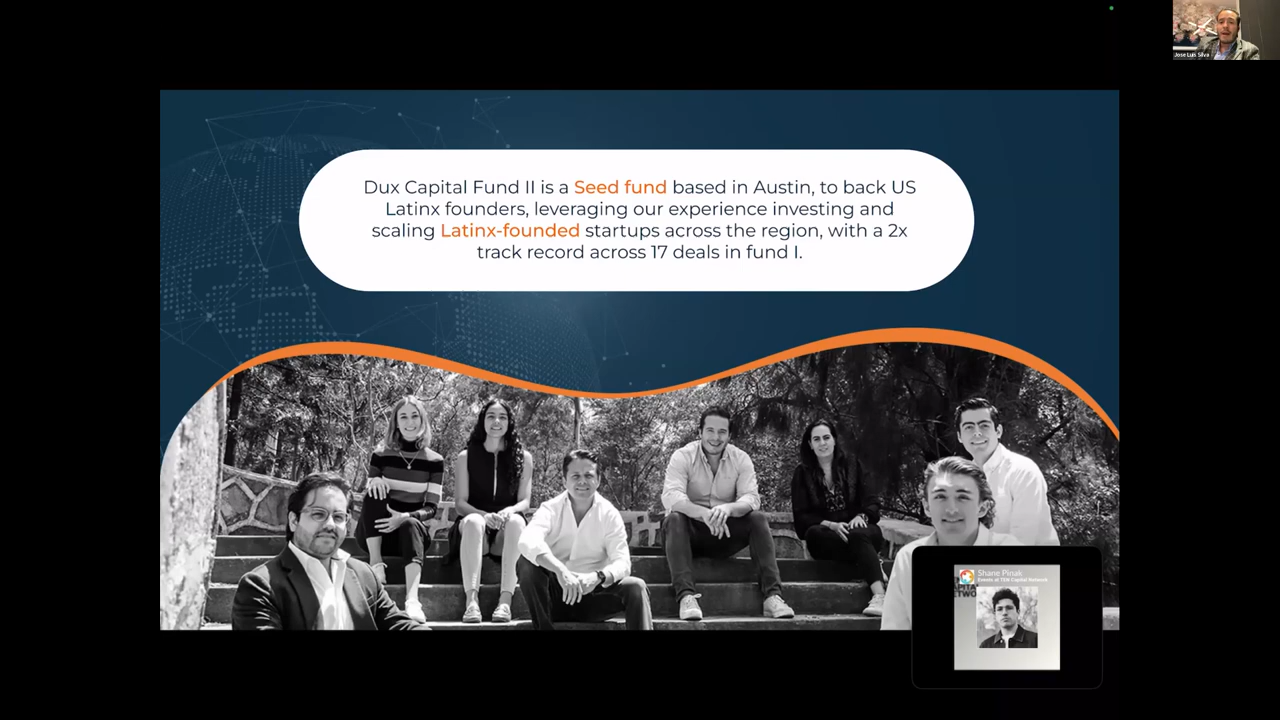 Jose Luis Silva
Dux Capital Fund II is a Seed fund based in Austin, to back US
Latinx founders, leveraging our experience investing and
scaling Latinx-founded startups across the region, with a 2x
track record across 17 deals in fund I.
Shane Pinak
Events at TEN Capital Network